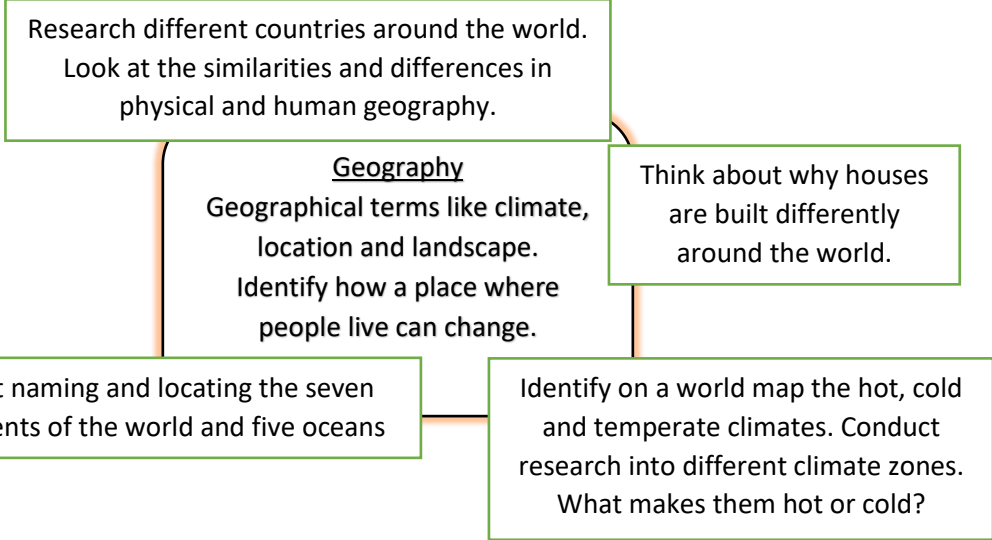 Research different countries around the world.
Look at the similarities and differences in
physical and human geography.
Geography
Geographical terms like climate,
location and landscape.
Identify how a place where
people live can change.
Think about why houses
are built differently
around the world.
naming and locating the seven
of the world and five oceans
Identify on a world map the hot, cold
and temperate climates. Conduct
research into different climate zones.
What makes them hot or cold?